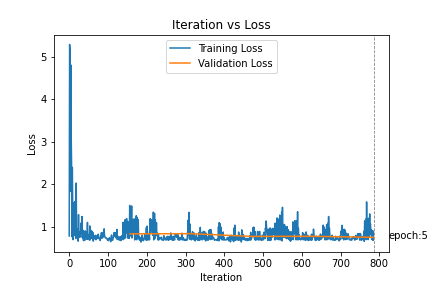 Iteration vs Loss
Training Loss
Validation Loss
5
4
3
2
1
Loss
epoch:5
0 100 200 300 400 500 600 700 800
Iteration